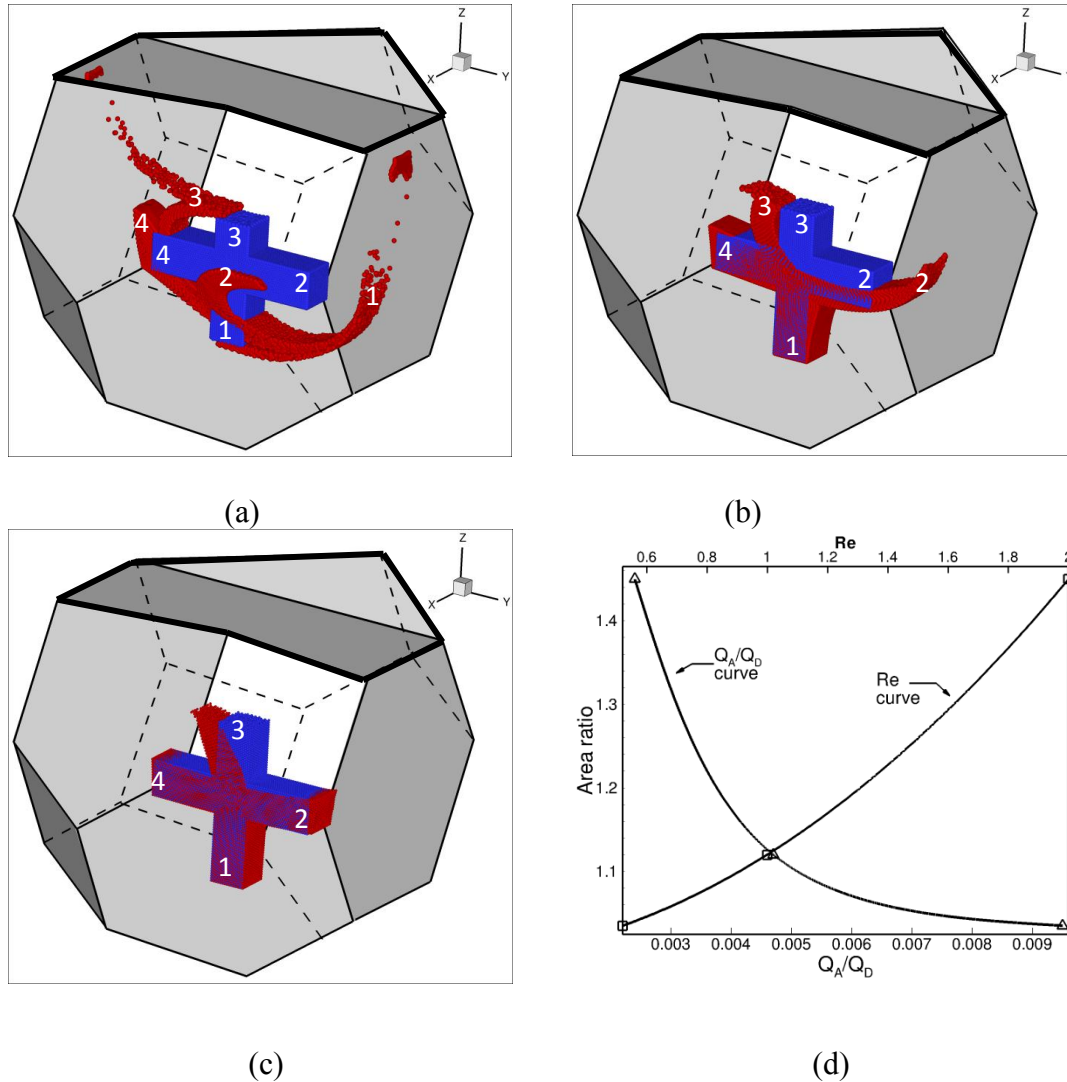 Z
X
Y
3
4
3
4
2
2
1
1
(a)
Z
X
Y
3
3
4
2
2
1
(b)
Z
X
Y
3
4
2
1
(c)
Re
0.6 0.8 1 1.2 1.4 1.6 1.8 2
1.4
1.3
1.2
1.1
Area ratio
Q_A/Q_D
curve
Re
curve
0.003 0.004 0.005 0.006 0.007 0.008 0.009
Q_A/Q_D
(d)